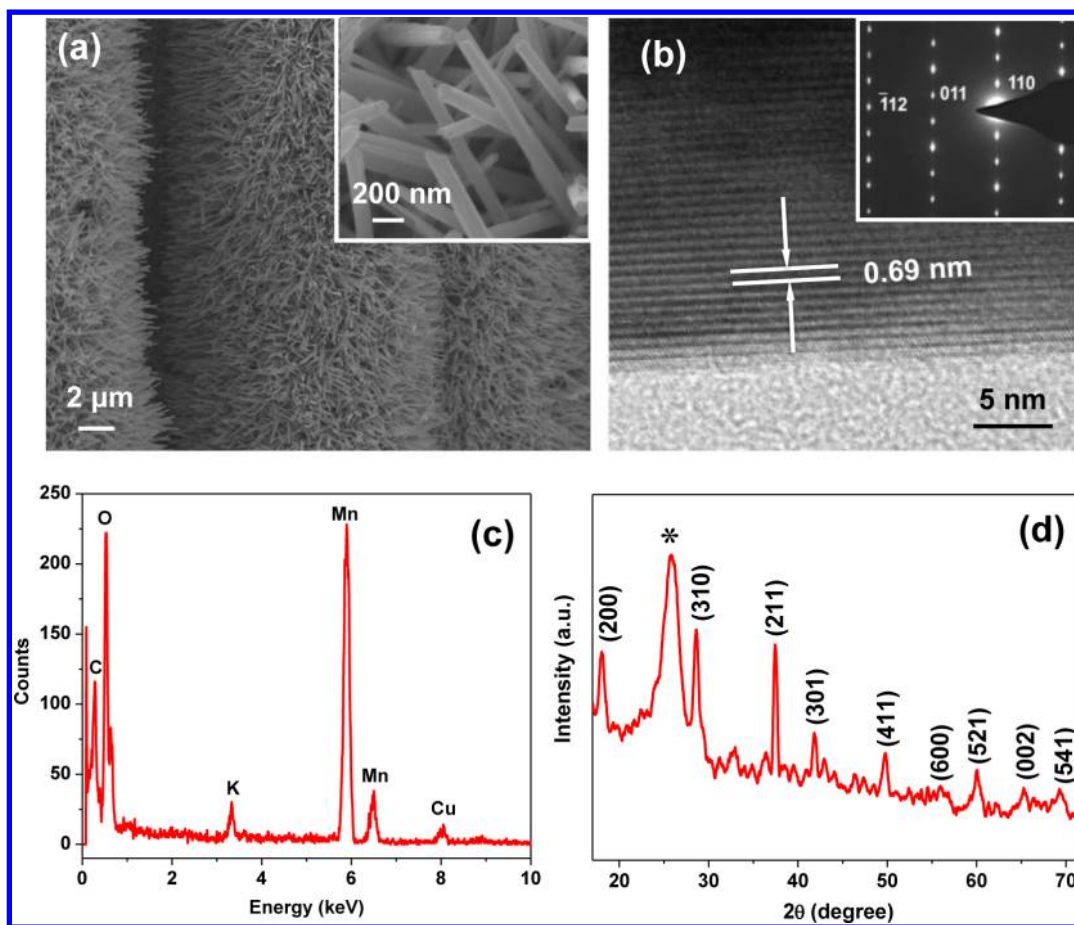 (a)
200 nm
2 µm
(b)
1̄12
011
110
0.69 nm
5 nm
(c)
250
200
150
100
50
0
Counts
C
O
K
Mn
Mn
Cu
0
2
4
6
8
10
Energy (keV)
(d)
Intensity (a.u.)
(200)
*
(310)
(211)
(301)
(411)
(600)
(521)
(002)
(541)
20
30
40
50
60
70
2θ (degree)